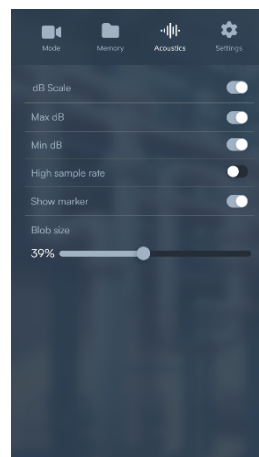 Mode Memory Acoustics Settings
dB Scale
Max dB
Min dB
High sample rate
Show marker
Blob size
39%